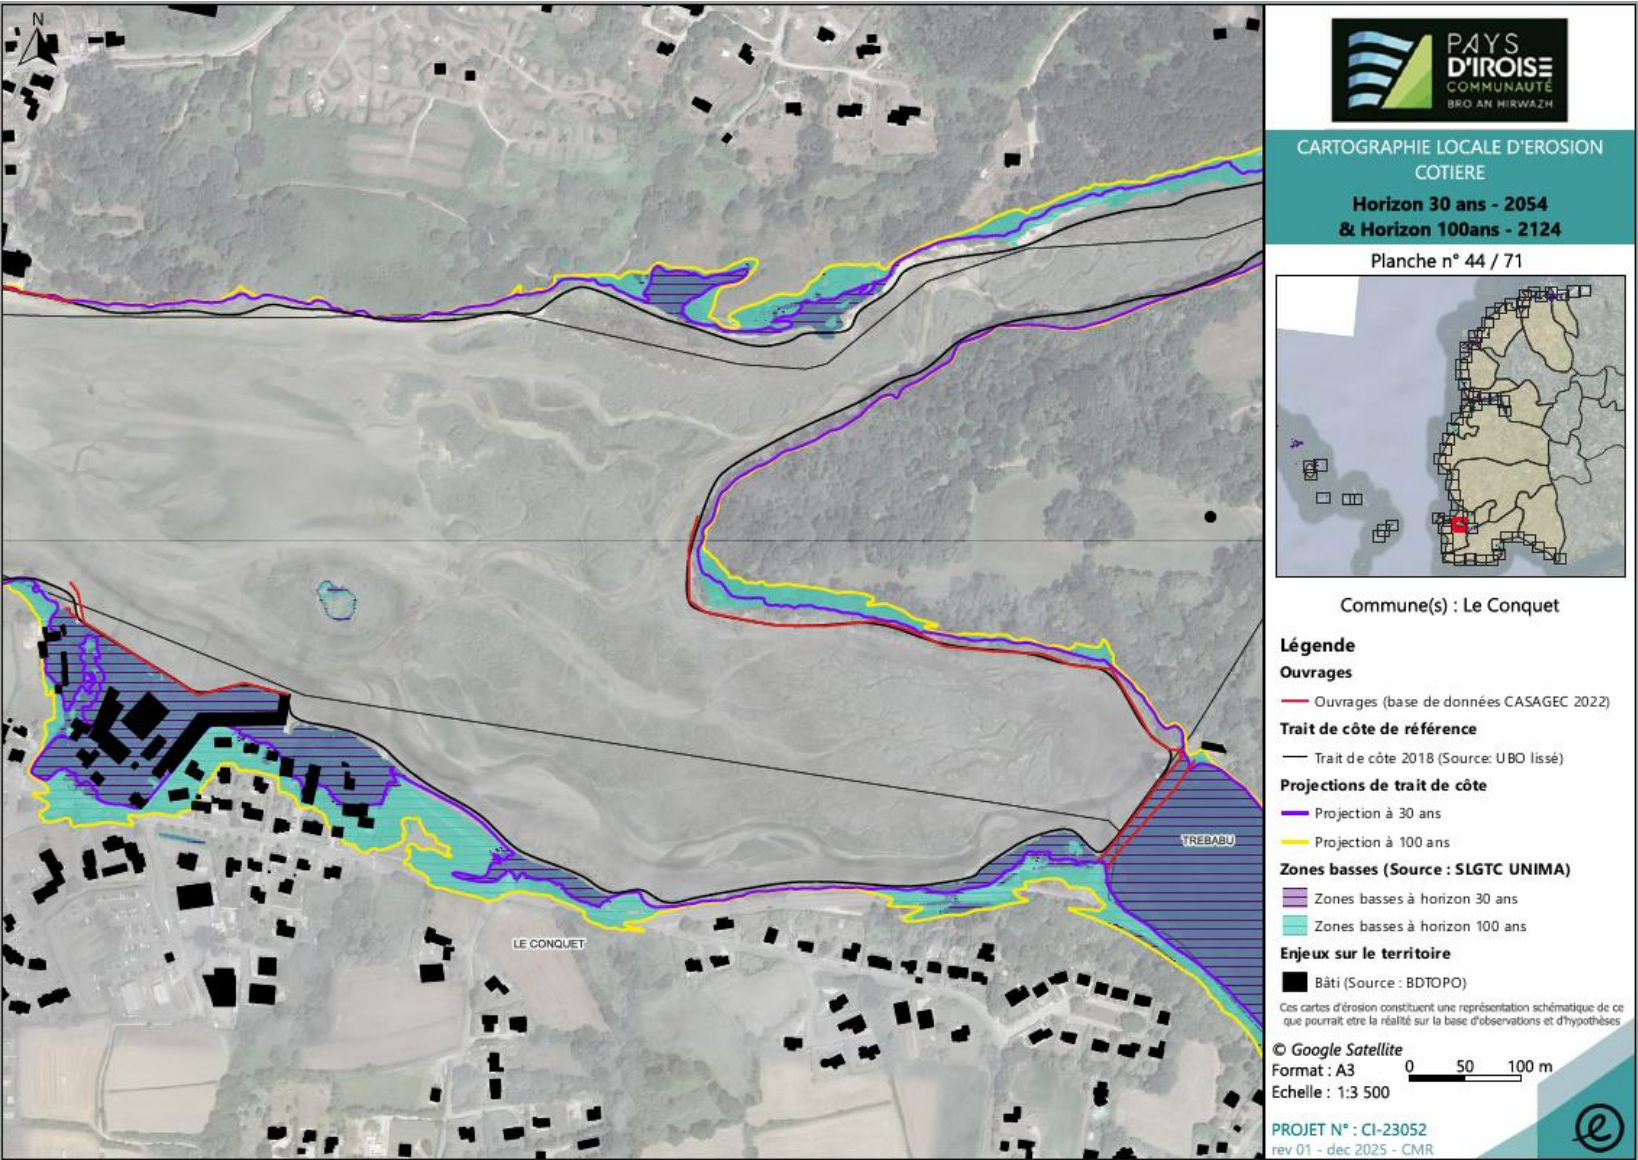 N
TREBABU
LE CONQUET
PAYS
D'IROISE
COMMUNAUTÉ
BRO AN HIRWAZH
CARTOGRAPHIE LOCALE D'EROSION
COTIERE
Horizon 30 ans - 2054
& Horizon 100ans - 2124
Planche n° 44 / 71
Commune(s) : Le Conquet
Légende
Ouvrages
Ouvrages (base de données CASAGEC 2022)
Trait de côte de référence
Trait de côte 2018 (Source: UBO lissé)
Projections de trait de côte
Projection à 30 ans
Projection à 100 ans
Zones basses (Source : SLGTC UNIMA)
Zones basses à horizon 30 ans
Zones basses à horizon 100 ans
Enjeux sur le territoire
Bâti (Source : BDTOPO)
Ces cartes d'érosion constituent une représentation schématique de ce
que pourrait etre la réalité sur la base d'observations et d'hypothèses
© Google Satellite
Format : A3
0 50 100 m
Echelle : 1:3 500
PROJET N° : CI-23052
rev 01 - dec 2025 - CMR